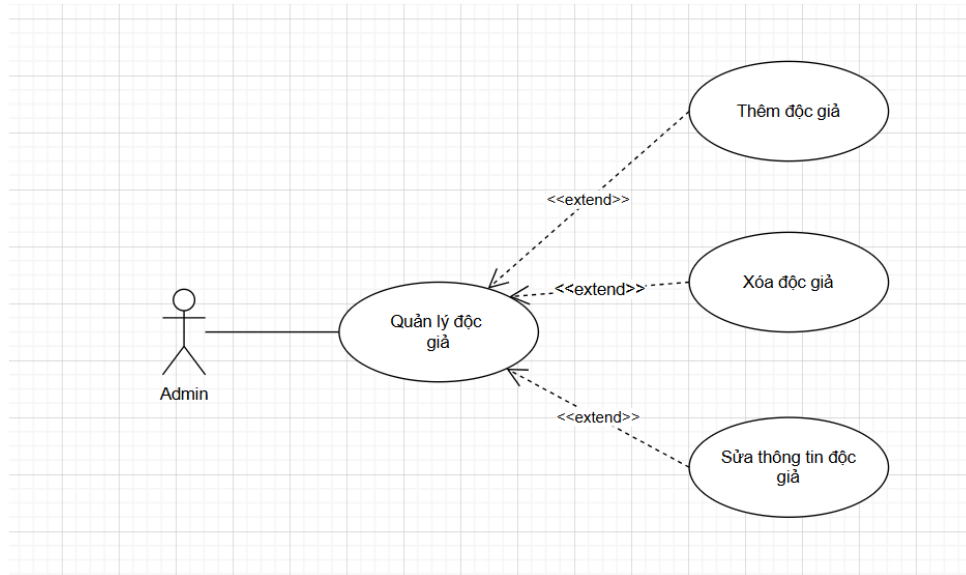 Thêm độc giả
<<extend>>
Xóa độc giả
<<extend>>
Quản lý độc
giả
Admin
<<extend>>
Sửa thông tin độc
giả